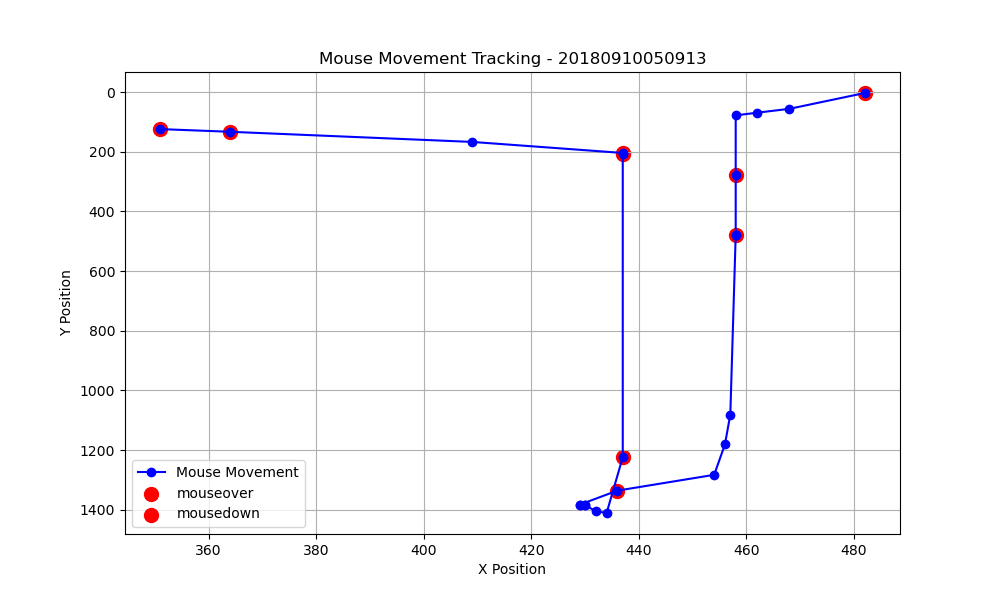 Mouse Movement Tracking - 20180910050913
0
200
400
600
800
1000
1200
1400
Y Position
Mouse Movement
mouseover
mousedown
360
380
400
420
440
460
480
X Position